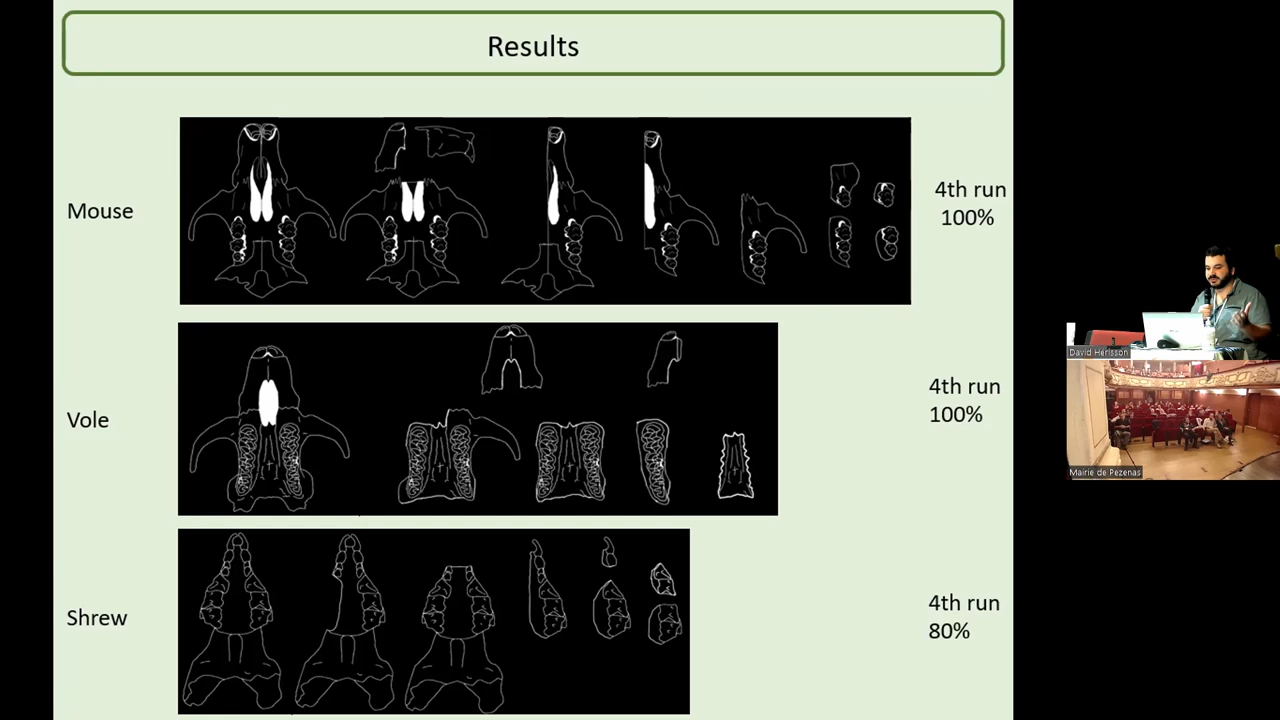 Results
Mouse
4th run
100%
Vole
4th run
100%
Shrew
4th run
80%
David Herisson
Mairie de Pezenas